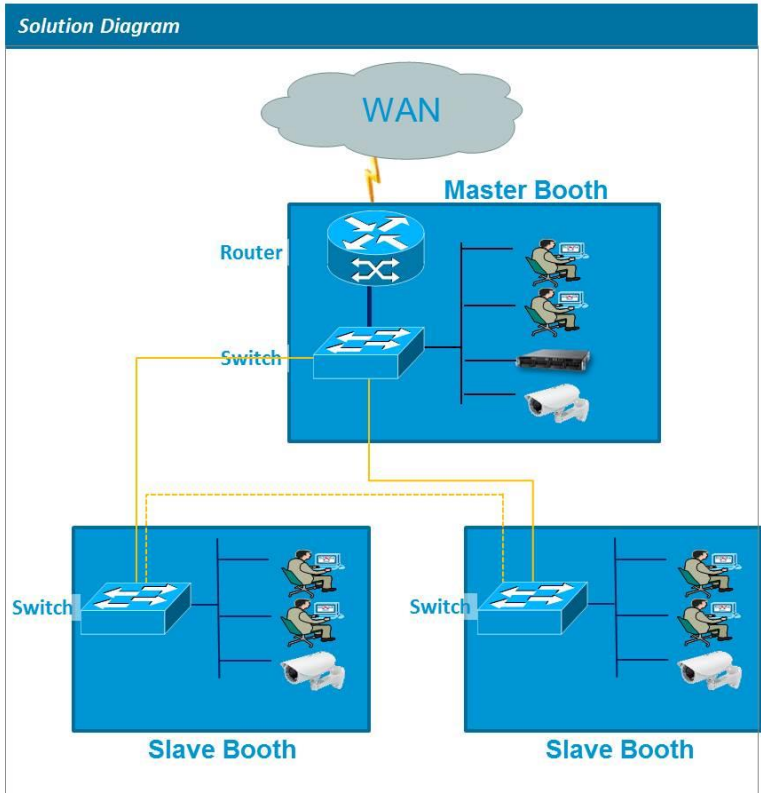 Solution Diagram
WAN
Master Booth
Router
Switch
Switch
Switch
Slave Booth
Slave Booth